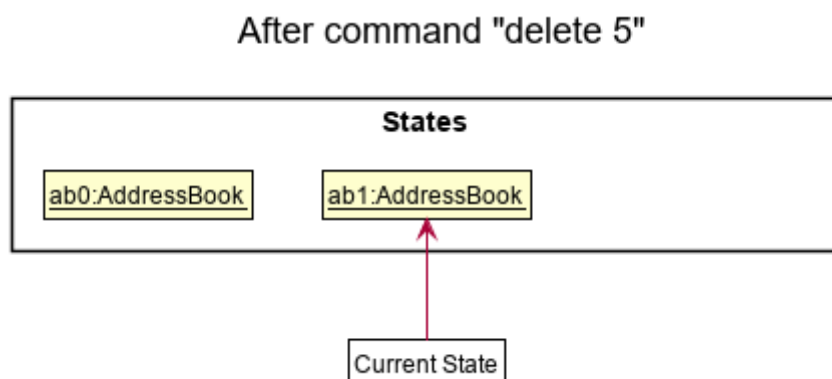 After command "delete 5"
States
ab0:AddressBook
ab1:AddressBook
Current State